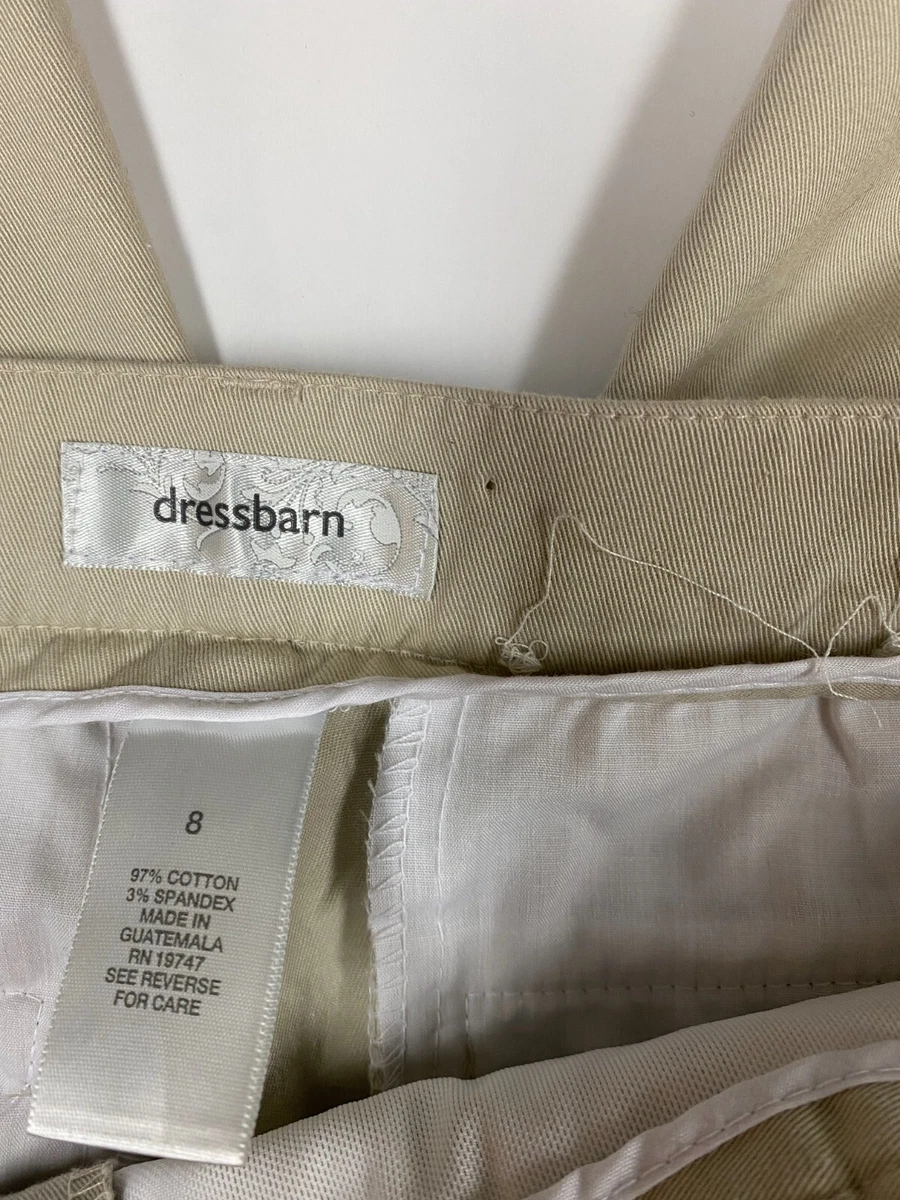 dressbarn
8
97% COTTON
3% SPANDEX
MADE IN
GUATEMALA
RN 19747
SEE REVERSE
FOR CARE